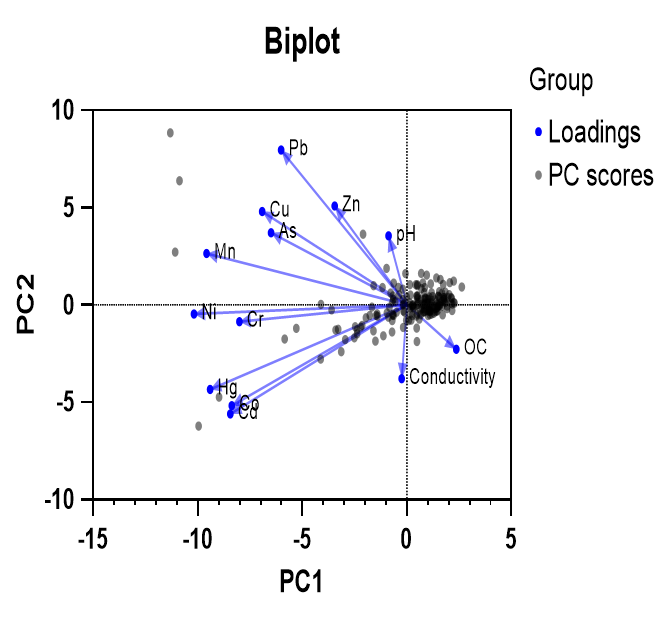 Biplot
Group
Loadings
PC scores
10
5
0
-5
-10
PC2
Pb
Zn
Cu
As
pH
Mn
Ni
Cr
OC
Conductivity
Hg
Co
Cd
-15
-10
-5
0
5
PC1